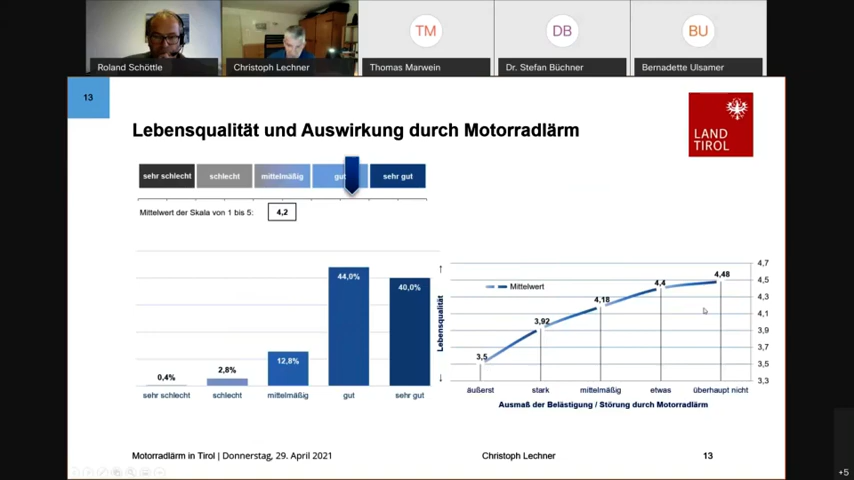 TM
DB
BU
Roland Schöttle
Christoph Lechner
Thomas Marwein
Dr. Stefan Büchner
Bernadette Ulsamer
13
Lebensqualität und Auswirkung durch Motorradlärm
LAND
TIROL
sehr schlecht
schlecht
mittelmäßig
gut
sehr gut
Mittelwert der Skala von 1 bis 5:
4,2
0,4%
2,8%
12,8%
44,0%
40,0%
sehr schlecht
schlecht
mittelmäßig
gut
sehr gut
Lebensqualität
Mittelwert
3,5
3,92
4,18
4,4
4,48
4,7
4,5
4,3
4,1
3,9
3,7
3,5
3,3
äußerst
stark
mittelmäßig
etwas
überhaupt nicht
Ausmaß der Belästigung / Störung durch Motorradlärm
Motorradlärm in Tirol | Donnerstag, 29. April 2021
Christoph Lechner
13
+5